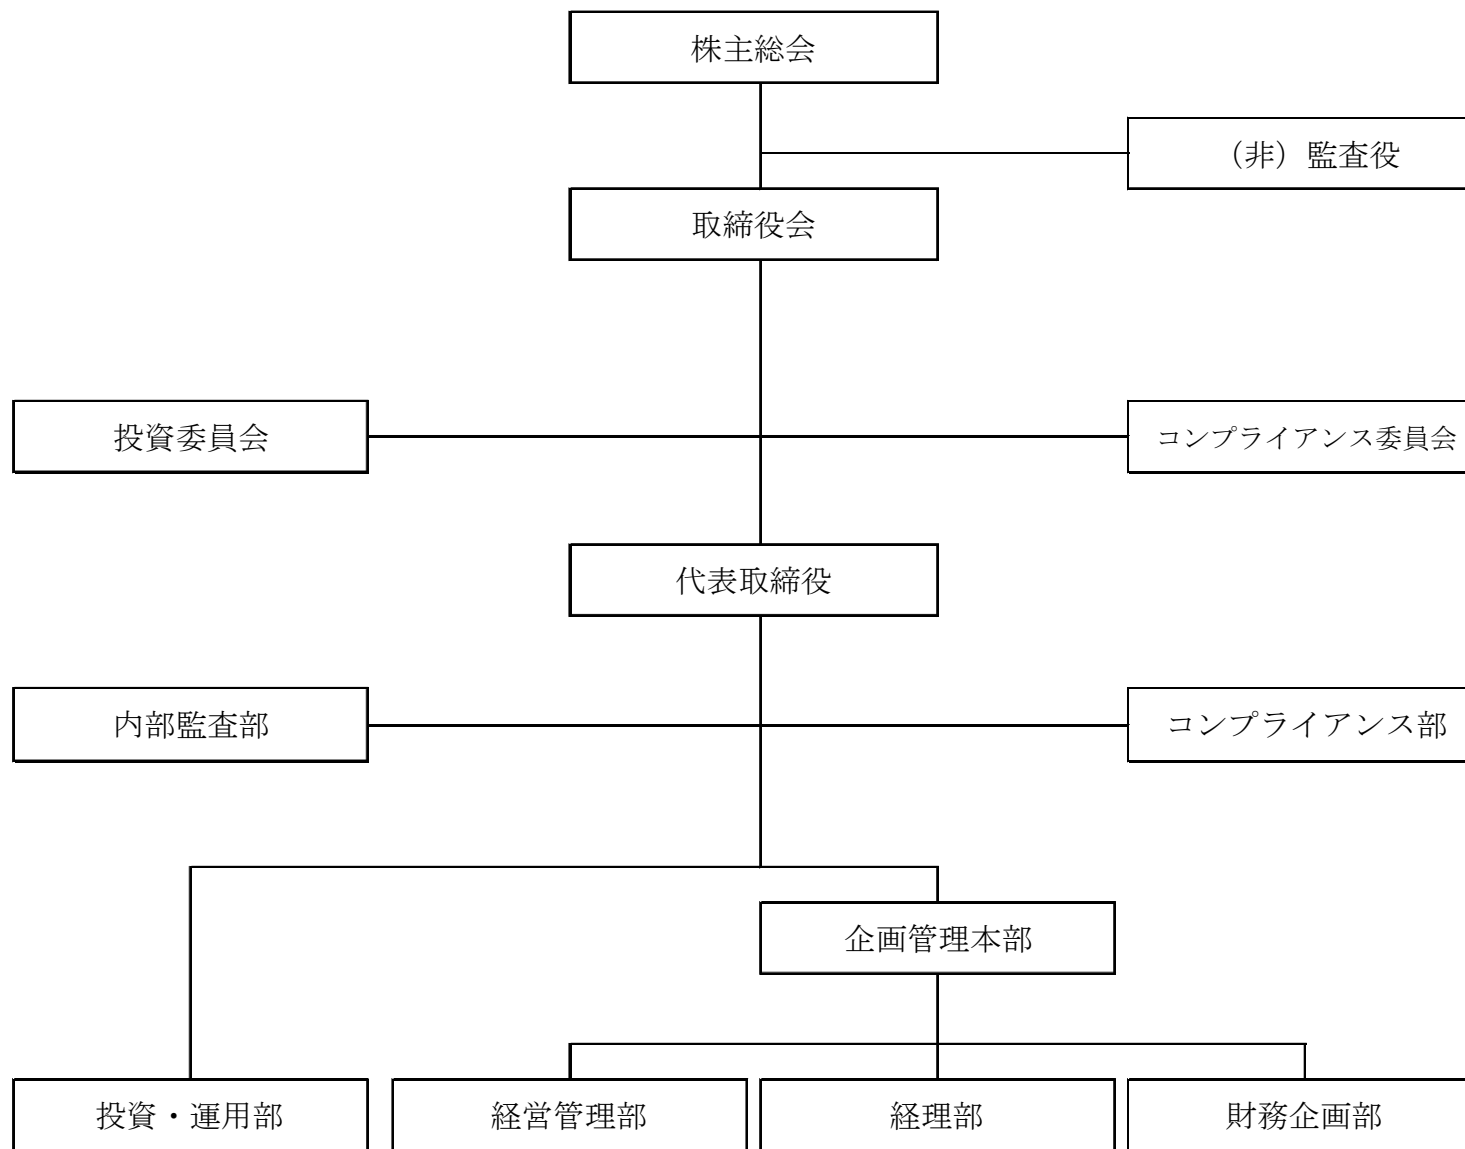 株主総会
（非）監査役
取締役会
投資委員会
コンプライアンス委員会
代表取締役
内部監査部
コンプライアンス部
企画管理本部
投資・運用部
経営管理部
経理部
財務企画部